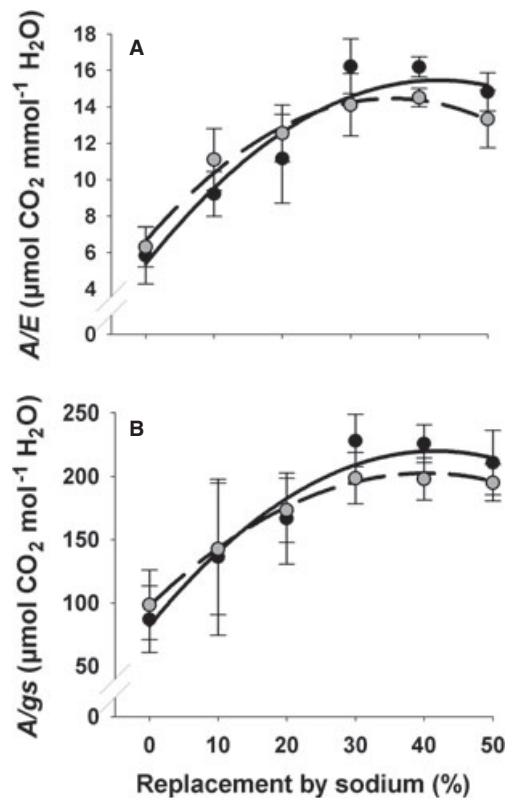 A
18
16
14
12
10
8
6
4
0
A/E (µmol CO₂ mmol⁻¹ H₂O)
B
250
200
150
100
50
0
A/gs (µmol CO₂ mol⁻¹ H₂O)
0 10 20 30 40 50
Replacement by sodium (%)